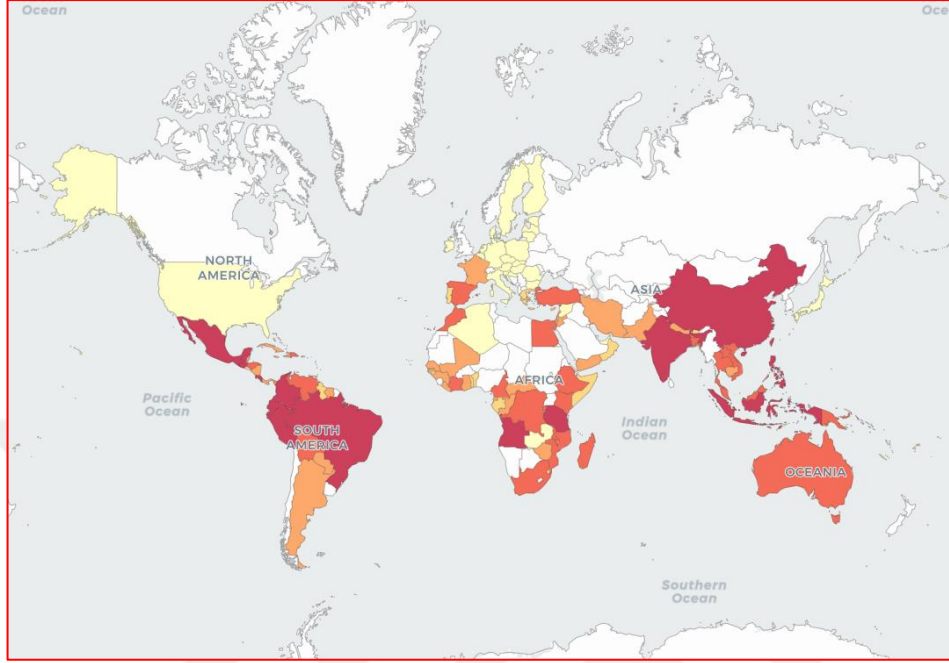 Ocean
Oce
NORTH
AMERICA
ASIA
AFRICA
Pacific
Ocean
Indian
Ocean
SOUTH
AMERICA
OCEANIA
Southern
Ocean